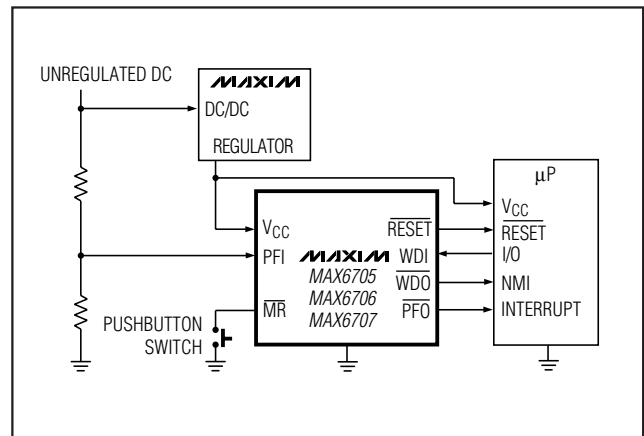 UNREGULATED DC
MAXIM
DC/DC
REGULATOR
µP
VCC
RESET
I/O
NMI
INTERRUPT
VCC
PFI
MR
MAXIM
MAX6705
MAX6706
MAX6707
RESET
WDI
WDO
PFO
PUSHBUTTON
SWITCH